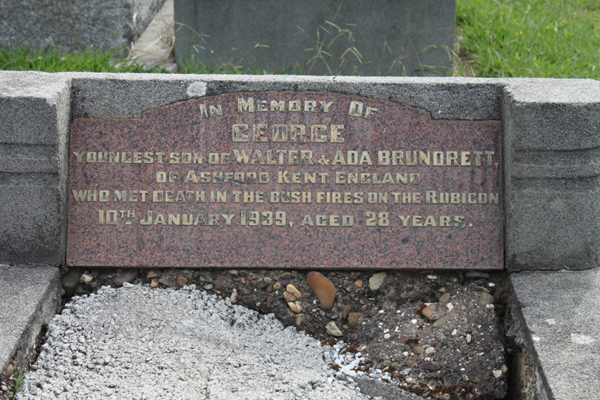 In Memory Of
GEORGE
YOUNGEST SON OF WALTER & ADA BRUNDRETT,
OF ASHFORD KENT ENGLAND
WHO MET DEATH IN THE BUSH FIRES ON THE RUBICON
10TH JANUARY 1939, AGED 28 YEARS.